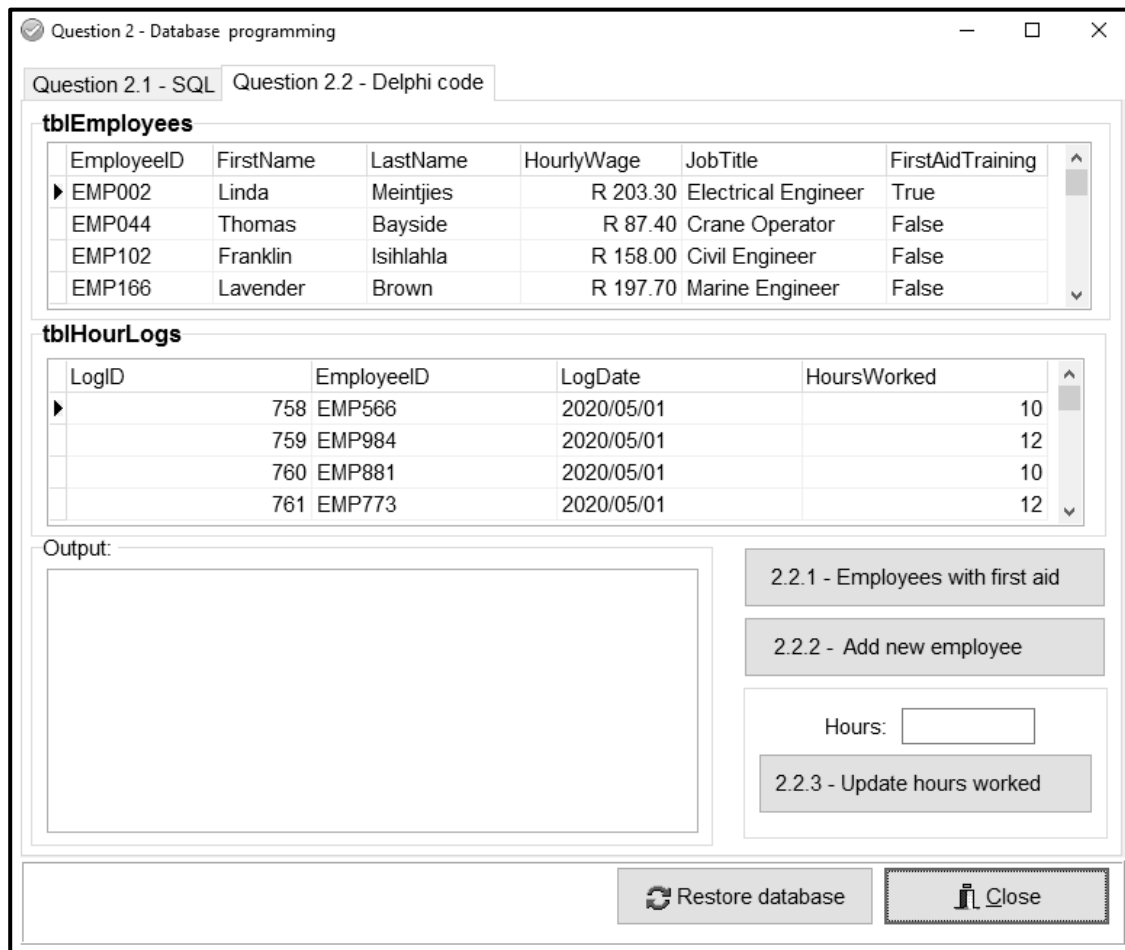 Question 2 - Database programming
Question 2.1 - SQL Question 2.2 - Delphi code
tblEmployees
EmployeeID FirstName LastName HourlyWage JobTitle FirstAidTraining
EMP002 Linda Meintjies R 203.30 Electrical Engineer True
EMP044 Thomas Bayside R 87.40 Crane Operator False
EMP102 Franklin Isihlahla R 158.00 Civil Engineer False
EMP166 Lavender Brown R 197.70 Marine Engineer False
tblHourLogs
LogID EmployeeID LogDate HoursWorked
758 EMP566 2020/05/01 10
759 EMP984 2020/05/01 12
760 EMP881 2020/05/01 10
761 EMP773 2020/05/01 12
Output:
2.2.1 - Employees with first aid
2.2.2 - Add new employee
Hours:
2.2.3 - Update hours worked
Restore database Close